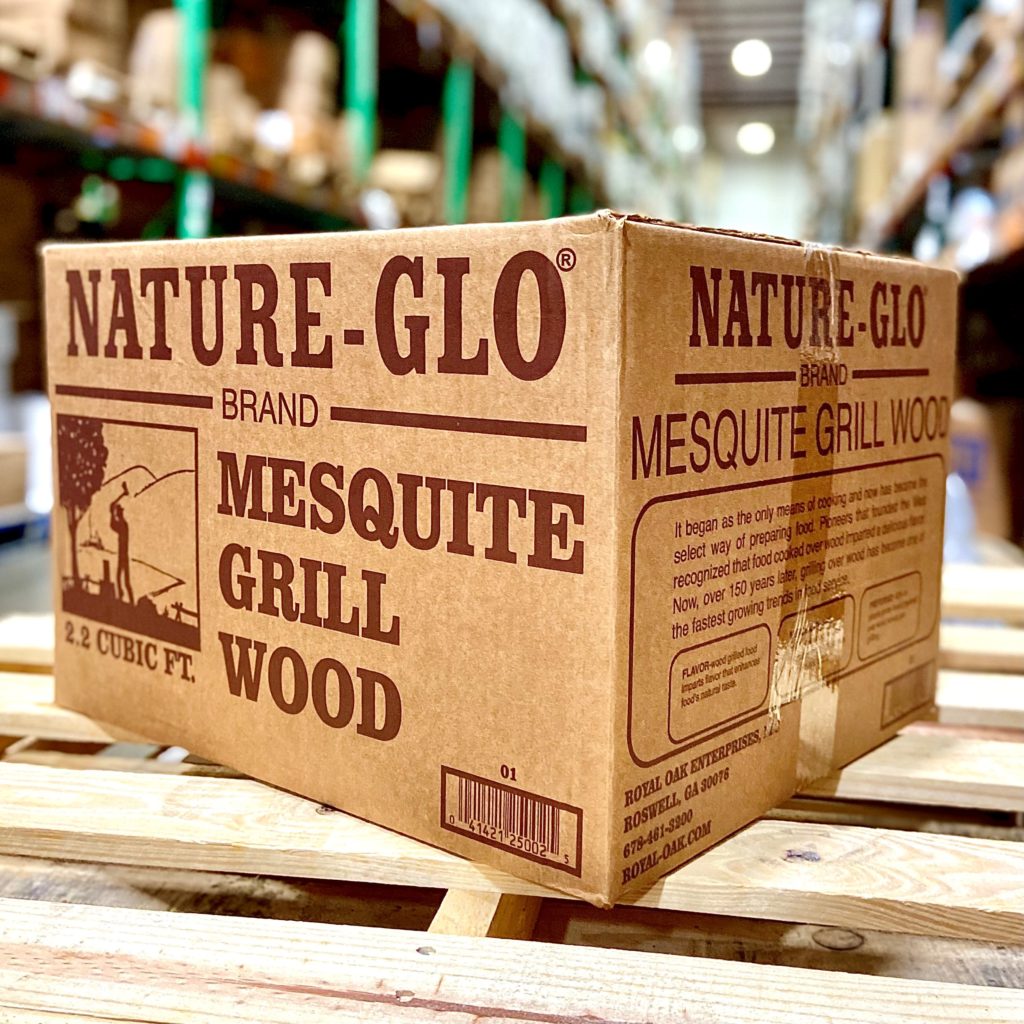 NATURE-GLO®
BRAND
MESQUITE
GRILL
WOOD
2.2 CUBIC FT.
01
0 41421 25002 5
NATURE-GLO
BRAND
MESQUITE GRILL WOOD
It began as the only means of cooking and now has become the
select way of preparing food. Pioneers that founded the West
recognized that food cooked over wood imparted a delicious flavor.
Now, over 150 years later, grilling over wood has become one of
the fastest growing trends in food service.
FLAVOR-wood grilled food
imparts flavor that enhances
food's natural taste.
ROYAL OAK ENTERPRISES,
ROSWELL, GA 30076
678-461-3200
ROYAL-OAK.COM